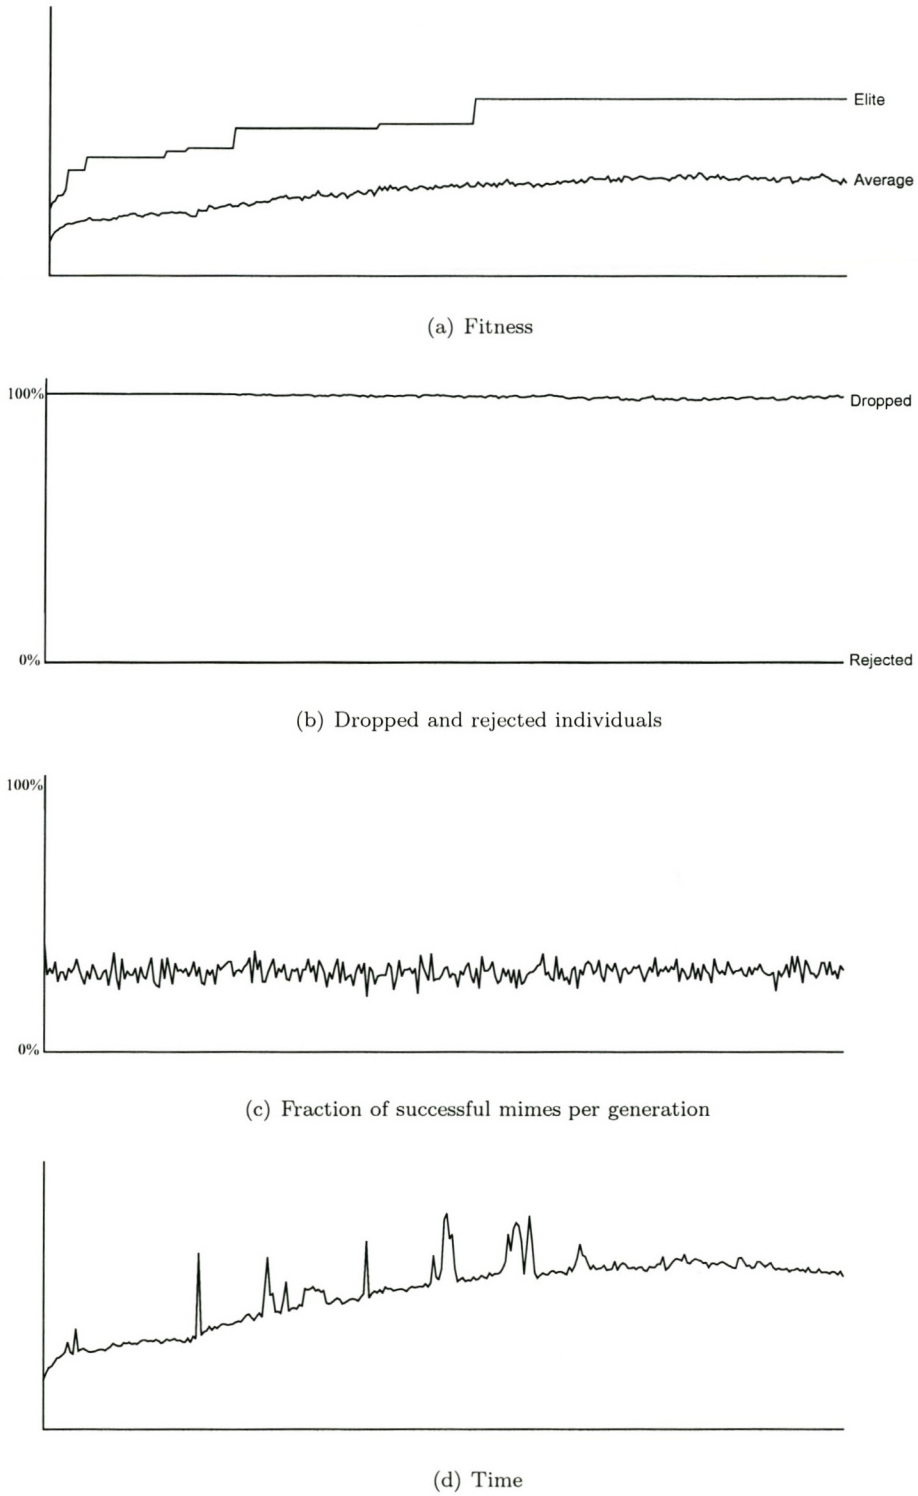 Elite
Average
(a) Fitness
100%
Dropped
0%
Rejected
(b) Dropped and rejected individuals
100%
0%
(c) Fraction of successful mimes per generation
(d) Time